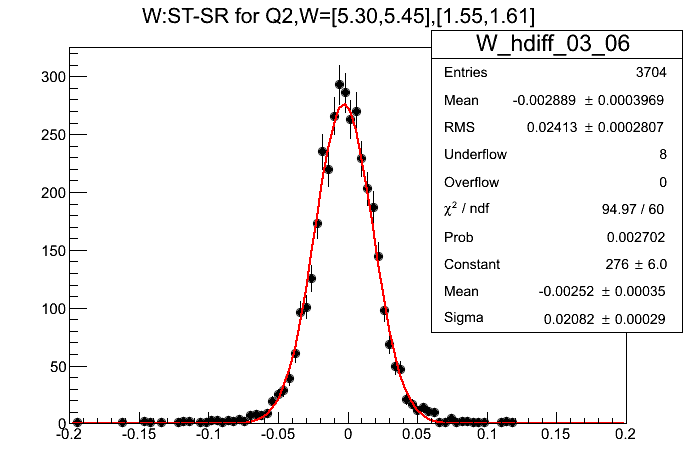 W:ST-SR for Q2,W=[5.30,5.45],[1.55,1.61]
W_hdiff_03_06
Entries 3704
Mean -0.002889 ± 0.0003969
RMS 0.02413 ± 0.0002807
Underflow 8
Overflow 0
χ² / ndf 94.97 / 60
Prob 0.002702
Constant 276 ± 6.0
Mean -0.00252 ± 0.00035
Sigma 0.02082 ± 0.00029
300
250
200
150
100
50
0
-0.2 -0.15 -0.1 -0.05 0 0.05 0.1 0.15 0.2